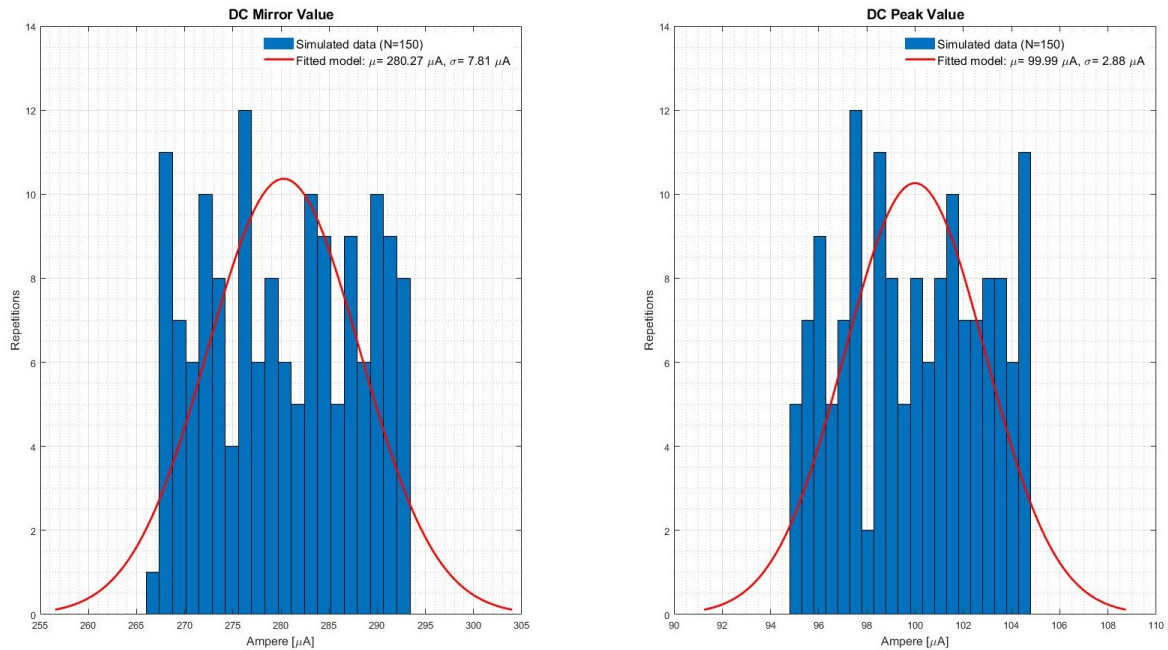 DC Mirror Value
Simulated data (N=150)
Fitted model: μ= 280.27 μA, σ= 7.81 μA
14
12
10
8
6
4
2
0
Repetitions
255 260 265 270 275 280 285 290 295 300 305
Ampere [μA]
DC Peak Value
Simulated data (N=150)
Fitted model: μ= 99.99 μA, σ= 2.88 μA
14
12
10
8
6
4
2
0
Repetitions
90 92 94 96 98 100 102 104 106 108 110
Ampere [μA]